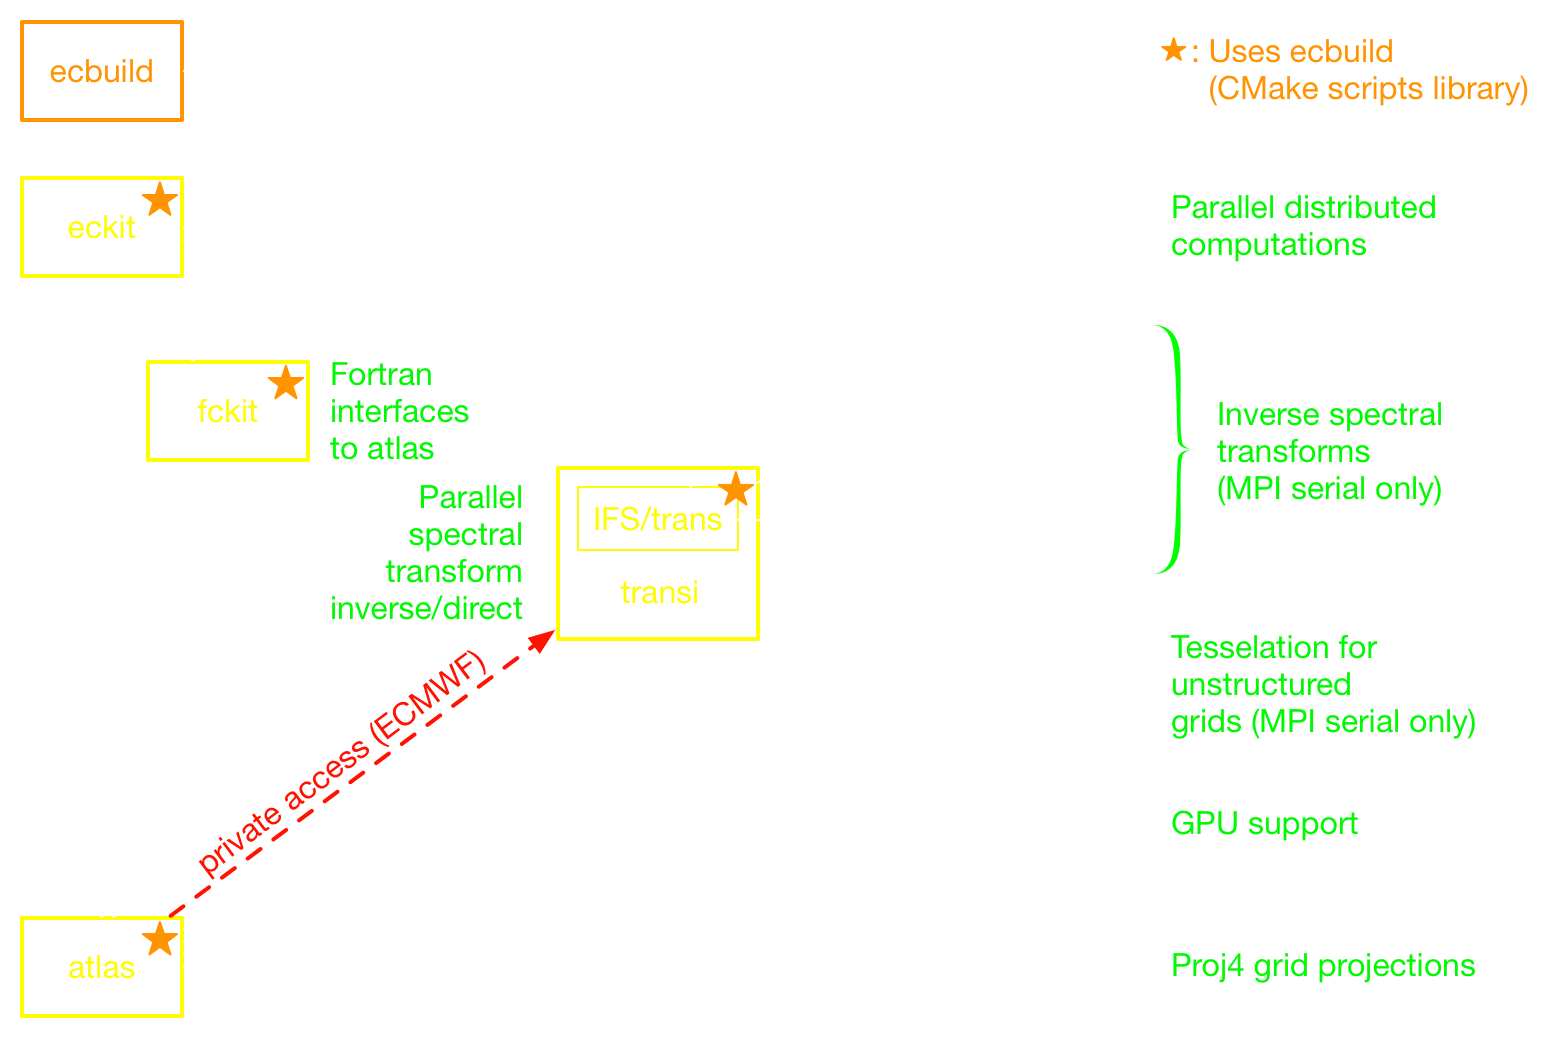 ecbuild
★: Uses ecbuild
(CMake scripts library)
eckit
Parallel distributed
computations
fckit
Fortran
interfaces
to atlas
Parallel
spectral
transform
inverse/direct
IFS/trans
transi
Inverse spectral
transforms
(MPI serial only)
private access (ECMWF)
Tesselation for
unstructured
grids (MPI serial only)
GPU support
atlas
Proj4 grid projections